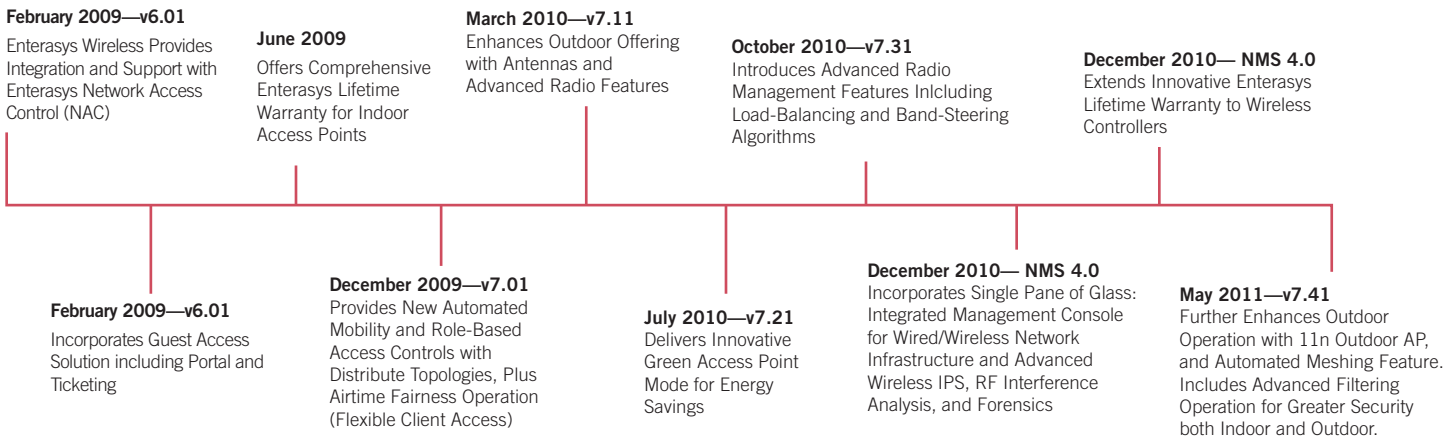 February 2009—v6.01
Enterasys Wireless Provides
Integration and Support with
Enterasys Network Access
Control (NAC)
June 2009
Offers Comprehensive
Enterasys Lifetime
Warranty for Indoor
Access Points
March 2010—v7.11
Enhances Outdoor Offering
with Antennas and
Advanced Radio Features
October 2010—v7.31
Introduces Advanced Radio
Management Features Inlcluding
Load-Balancing and Band-Steering
Algorithms
December 2010— NMS 4.0
Extends Innovative Enterasys
Lifetime Warranty to Wireless
Controllers
February 2009—v6.01
Incorporates Guest Access
Solution including Portal and
Ticketing
December 2009—v7.01
Provides New Automated
Mobility and Role-Based
Access Controls with
Distribute Topologies, Plus
Airtime Fairness Operation
(Flexible Client Access)
July 2010—v7.21
Delivers Innovative
Green Access Point
Mode for Energy
Savings
December 2010— NMS 4.0
Incorporates Single Pane of Glass:
Integrated Management Console
for Wired/Wireless Network
Infrastructure and Advanced
Wireless IPS, RF Interference
Analysis, and Forensics
May 2011—v7.41
Further Enhances Outdoor
Operation with 11n Outdoor AP,
and Automated Meshing Feature.
Includes Advanced Filtering
Operation for Greater Security
both Indoor and Outdoor.